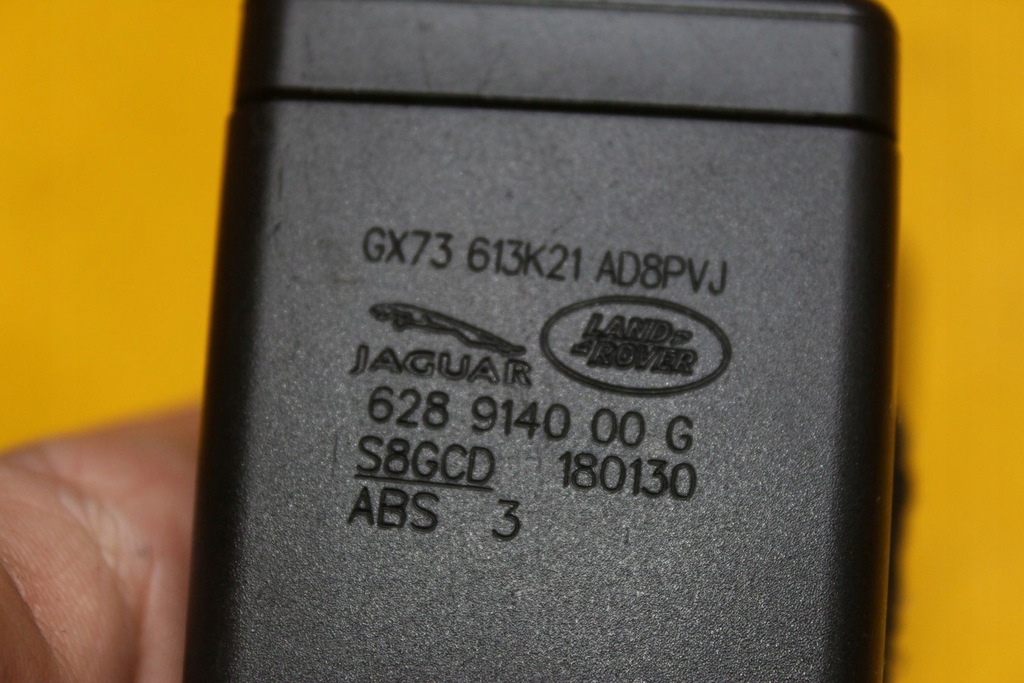 GX73 613K21 AD8PVJ
JAGUAR
LAND
ROVER
628 9140 00 G
S8GCD 180130
ABS 3